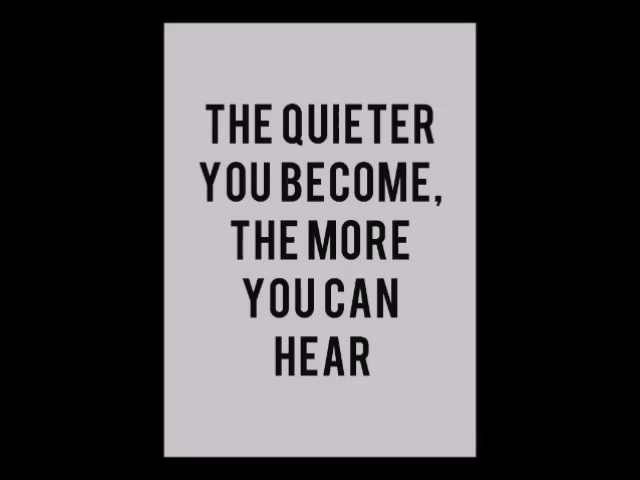 THE QUIETER
YOU BECOME,
THE MORE
YOU CAN
HEAR